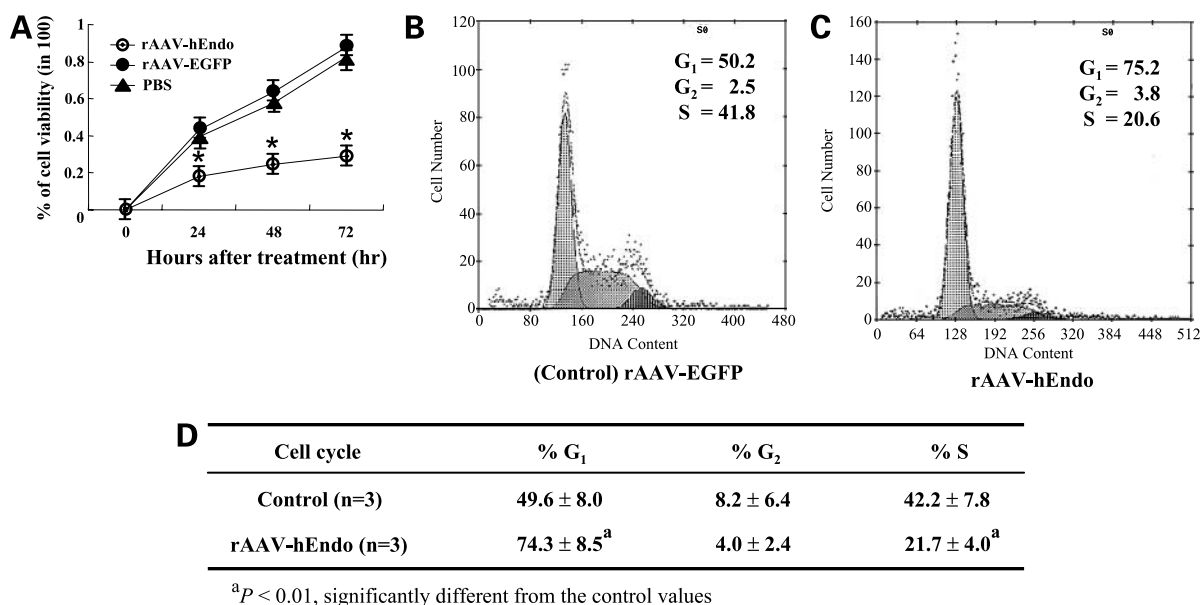 A
% of cell viability (in 100)
1
0.8
0.6
0.4
0.2
0
rAAV-hEndo
rAAV-EGFP
PBS
* * *
0 24 48 72
Hours after treatment (hr)
B
Cell Number
120
100
80
60
40
20
0
S0
G1 = 50.2
G2 = 2.5
S = 41.8
0 80 160 240 320 400 480
DNA Content
(Control) rAAV-EGFP
C
Cell Number
160
140
120
100
80
60
40
20
0
S0
G1 = 75.2
G2 = 3.8
S = 20.6
0 64 128 192 256 320 384 448 512
DNA Content
rAAV-hEndo
D
Cell cycle % G1 % G2 % S
Control (n=3) 49.6 ± 8.0 8.2 ± 6.4 42.2 ± 7.8
rAAV-hEndo (n=3) 74.3 ± 8.5a 4.0 ± 2.4 21.7 ± 4.0a
aP < 0.01, significantly different from the control values